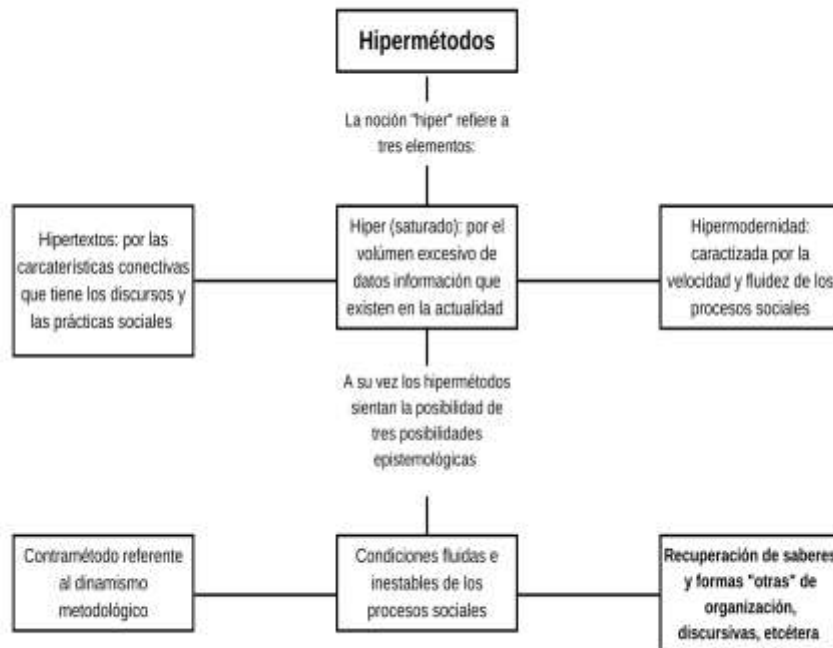 Hipermétodos
La noción "hiper" refiere a
tres elementos:
Hipertextos: por las
carcaterísticas conectivas
que tiene los discursos y
las prácticas sociales
Hiper (saturado): por el
volúmen excesivo de
datos información que
existen en la actualidad
Hipermodernidad:
caractizada por la
velocidad y fluidez de los
procesos sociales
A su vez los hipermétodos
sientan la posibilidad de
tres posibilidades
epistemológicas
Contramétodo referente
al dinamismo
metodológico
Condiciones fluidas e
inestables de los
procesos sociales
Recuperación de saberes
y formas "otras" de
organización,
discursivas, etcétera